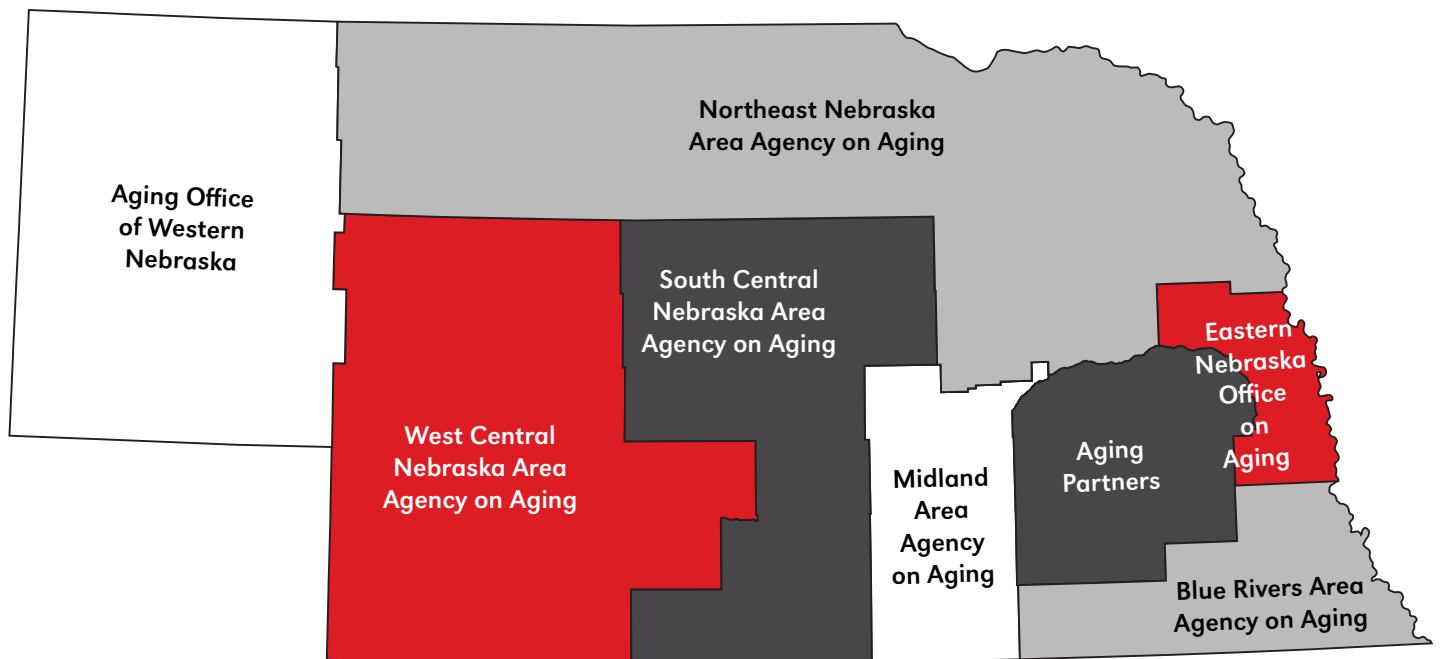 Northeast Nebraska
Area Agency on Aging
Aging Office
of Western
Nebraska
South Central
Nebraska Area
Agency on Aging
Eastern
Nebraska
Office
on
Aging
West Central
Nebraska Area
Agency on Aging
Aging
Partners
Midland
Area
Agency
on Aging
Blue Rivers Area
Agency on Aging